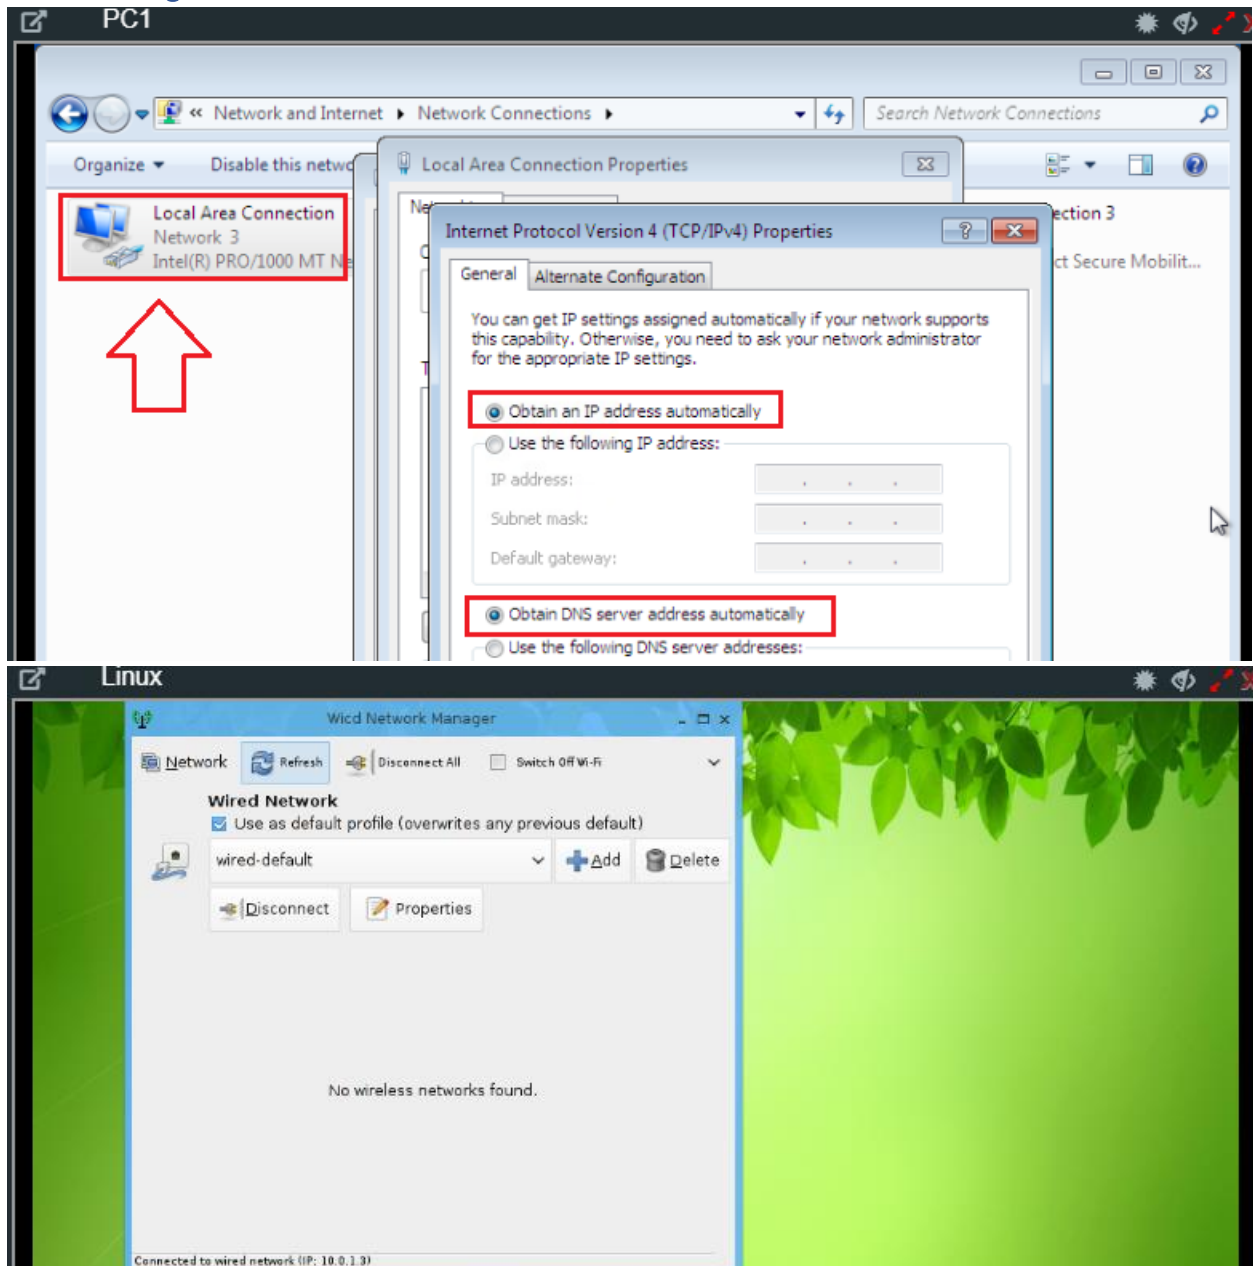 PC1
« Network and Internet Network Connections
Search Network Connections
Organize Disable this netwo
Local Area Connection Properties
Local Area Connection
Network 3
Intel(R) PRO/1000 MT Ne
ection 3
ct Secure Mobilit...
Internet Protocol Version 4 (TCP/IPv4) Properties
General Alternate Configuration
You can get IP settings assigned automatically if your network supports
this capability. Otherwise, you need to ask your network administrator
for the appropriate IP settings.
Obtain an IP address automatically
Use the following IP address:
IP address:
Subnet mask:
Default gateway:
Obtain DNS server address automatically
Use the following DNS server addresses:
Linux
Wicd Network Manager
Network Refresh Disconnect All Switch Off Wi-Fi
Wired Network
Use as default profile (overwrites any previous default)
wired-default Add Delete
Disconnect Properties
No wireless networks found.
Connected to wired network (IP: 10.0.1.3)